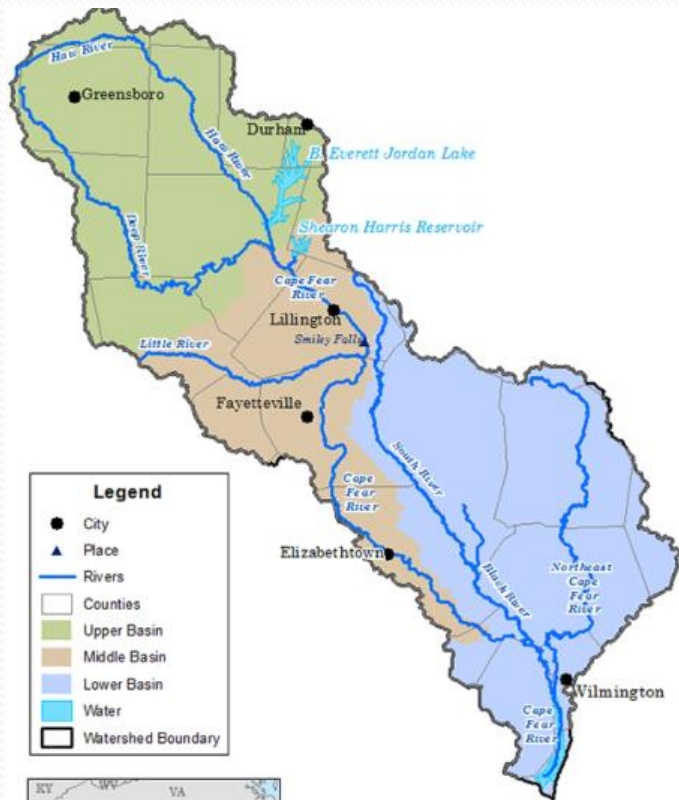 Haw River
Greensboro
Durham
Haw River
B. Everett Jordan Lake
Shearon Harris Reservoir
Deep River
Cape Fear
River
Lillington
Smiley Falls
Little River
Fayetteville
South River
Cape
Fear
River
Elizabethtown
Black River
Northeast
Cape
Fear
River
Wilmington
Cape
Fear
River
Legend
City
Place
Rivers
Counties
Upper Basin
Middle Basin
Lower Basin
Water
Watershed Boundary
KY
WV
VA